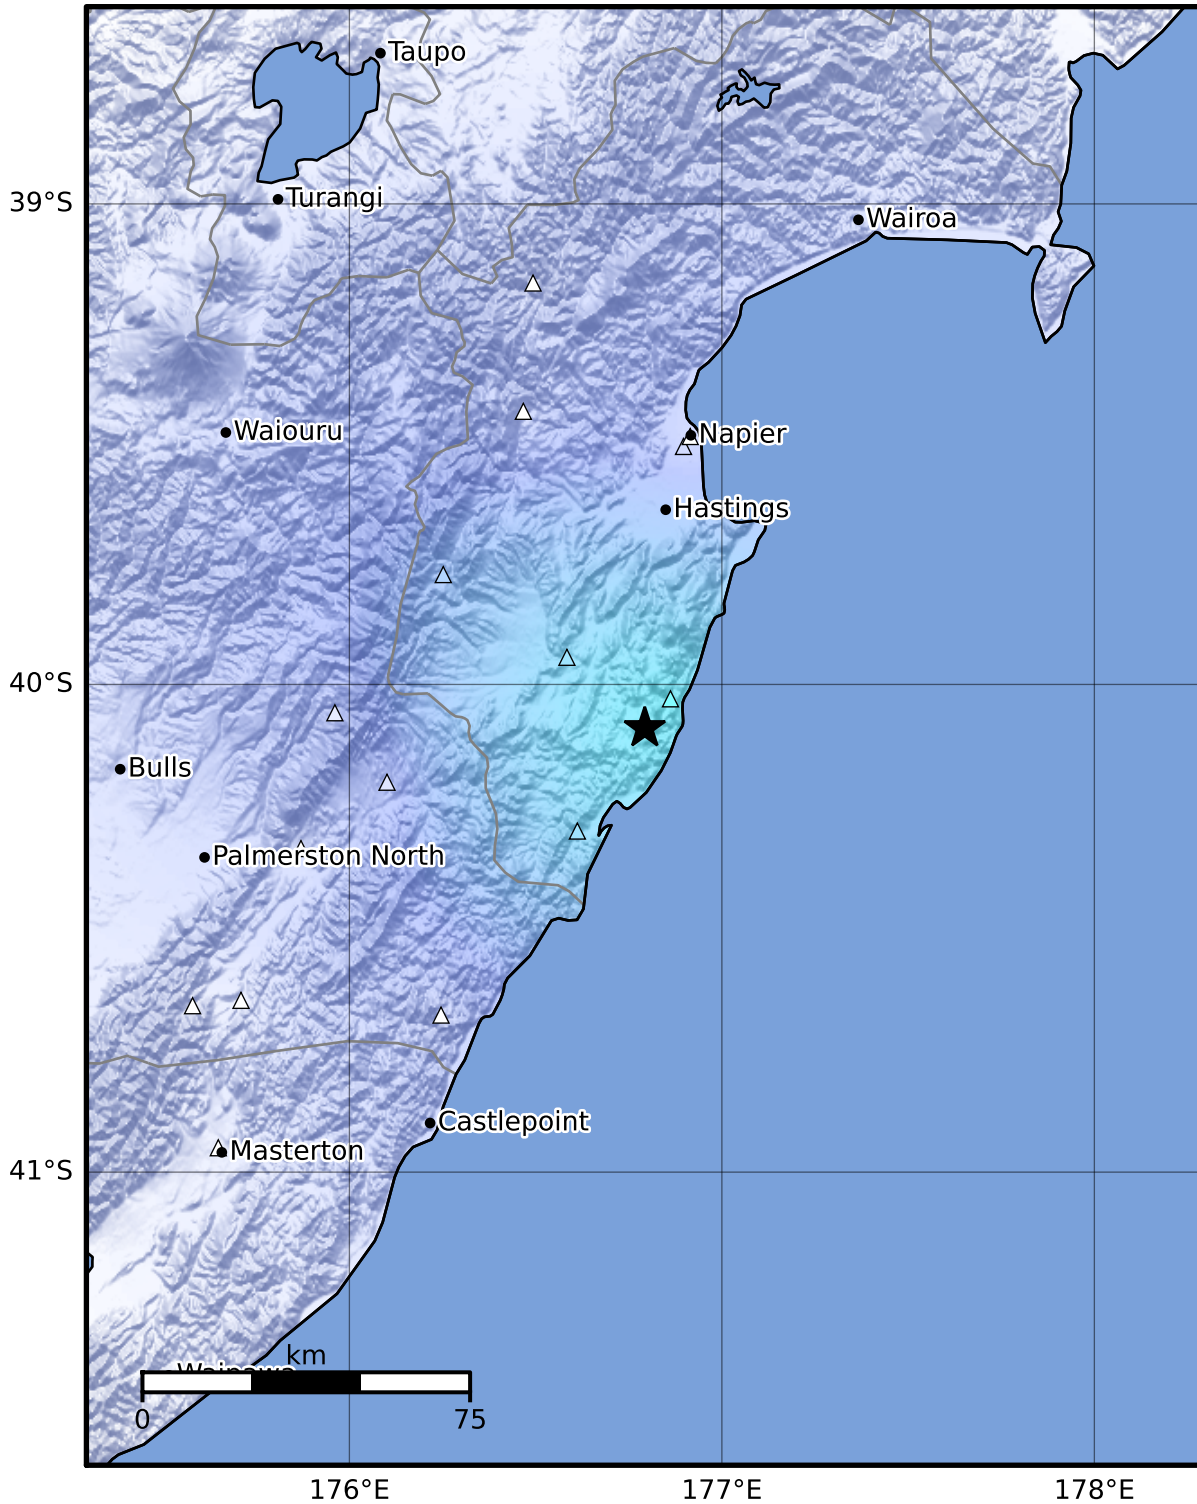 Taupo
Turangi
39°S
Wairoa
Waiouru
Napier
Hastings
40°S
Bulls
Palmerston North
Castlepoint
Masterton
41°S
km
0
75
176°E
177°E
178°E